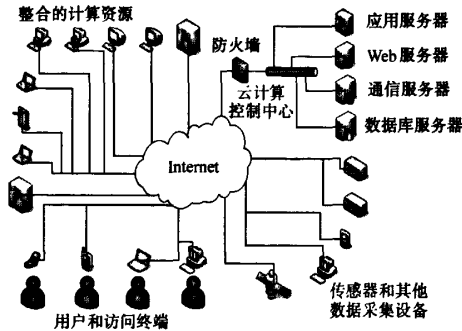 整合的计算资源
防火墙
云计算
控制中心
应用服务器
Web服务器
通信服务器
数据库服务器
Internet
用户和访问终端
传感器和其他
数据采集设备